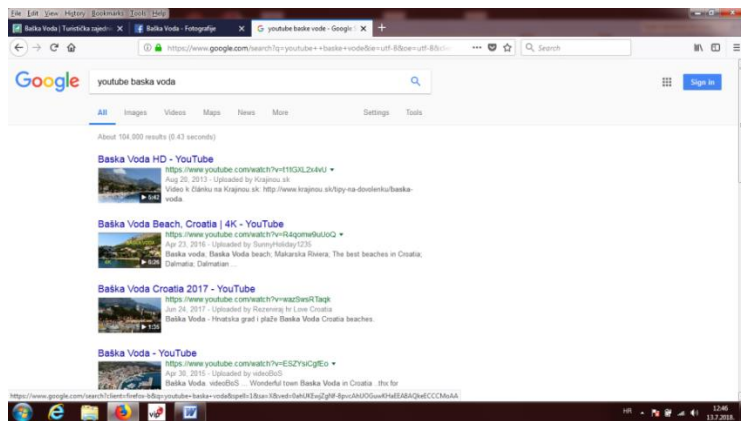 File Edit View History Bookmarks Tools Help
Baška Voda | Turistička zajedni
Baška Voda - Fotografije
youtube baske vode - Google
https://www.google.com/search?q=youtube++baske+vode&ie=utf-8&oe=utf-8&
Search
Google
youtube baska voda
Sign in
All Images Videos Maps News More Settings Tools
About 104,000 results (0.43 seconds)
Baska Voda HD - YouTube
https://www.youtube.com/watch?v=t1tGXL2x4vU
Aug 20, 2013 - Uploaded by Krajinou.sk
Video k článku na Krajinou.sk: http://www.krajinou.sk/tipy-na-dovolenku/baska-
voda.
5:42
Baška Voda Beach, Croatia | 4K - YouTube
https://www.youtube.com/watch?v=R4qome9uUoQ
Apr 23, 2016 - Uploaded by SunnyHoliday1235
Baska voda; Baska Voda beach; Makarska Riviera; The best beaches in Croatia;
Dalmatia; Dalmatian ...
Baška Voda Croatia 2017 - YouTube
https://www.youtube.com/watch?v=wazSvsRTaqk
Jun 24, 2017 - Uploaded by Rezerviraj hr Love Croatia
Baška Voda - Hrvatska grad i plaže Baska Voda Croatia beaches.
1:35
Baška Voda - YouTube
https://www.youtube.com/watch?v=ESZYsiCgfEo
Apr 30, 2015 - Uploaded by videoBoS
Baška Voda. videoBoS ... Wonderful town Baska Voda in Croatia .thx for
vip
HR
12:46
13.7.2018.